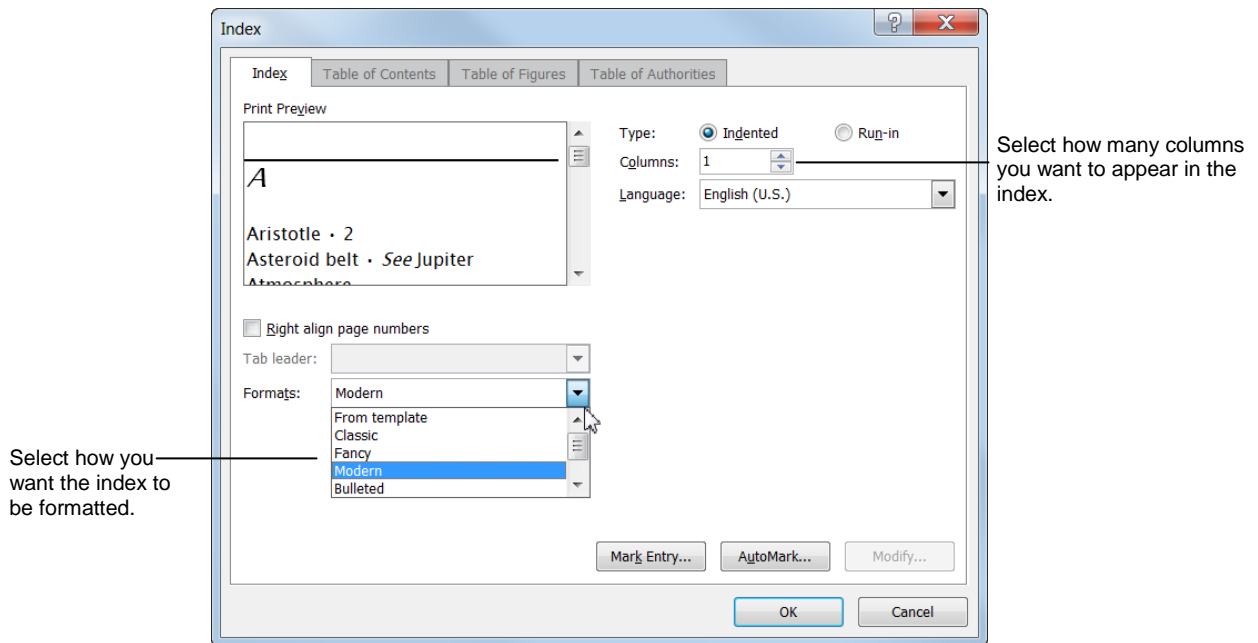 Index
Index
Table of Contents
Table of Figures
Table of Authorities
Print Preview
A
Aristotle • 2
Asteroid belt • See Jupiter
Atmosphere
Type:
Indented
Run-in
Columns:
1
Language:
English (U.S.)
Select how many columns
you want to appear in the
index.
Right align page numbers
Tab leader:
Formats:
Modern
From template
Classic
Fancy
Modern
Bulleted
Select how you
want the index to
be formatted.
Mark Entry...
AutoMark...
Modify...
OK
Cancel